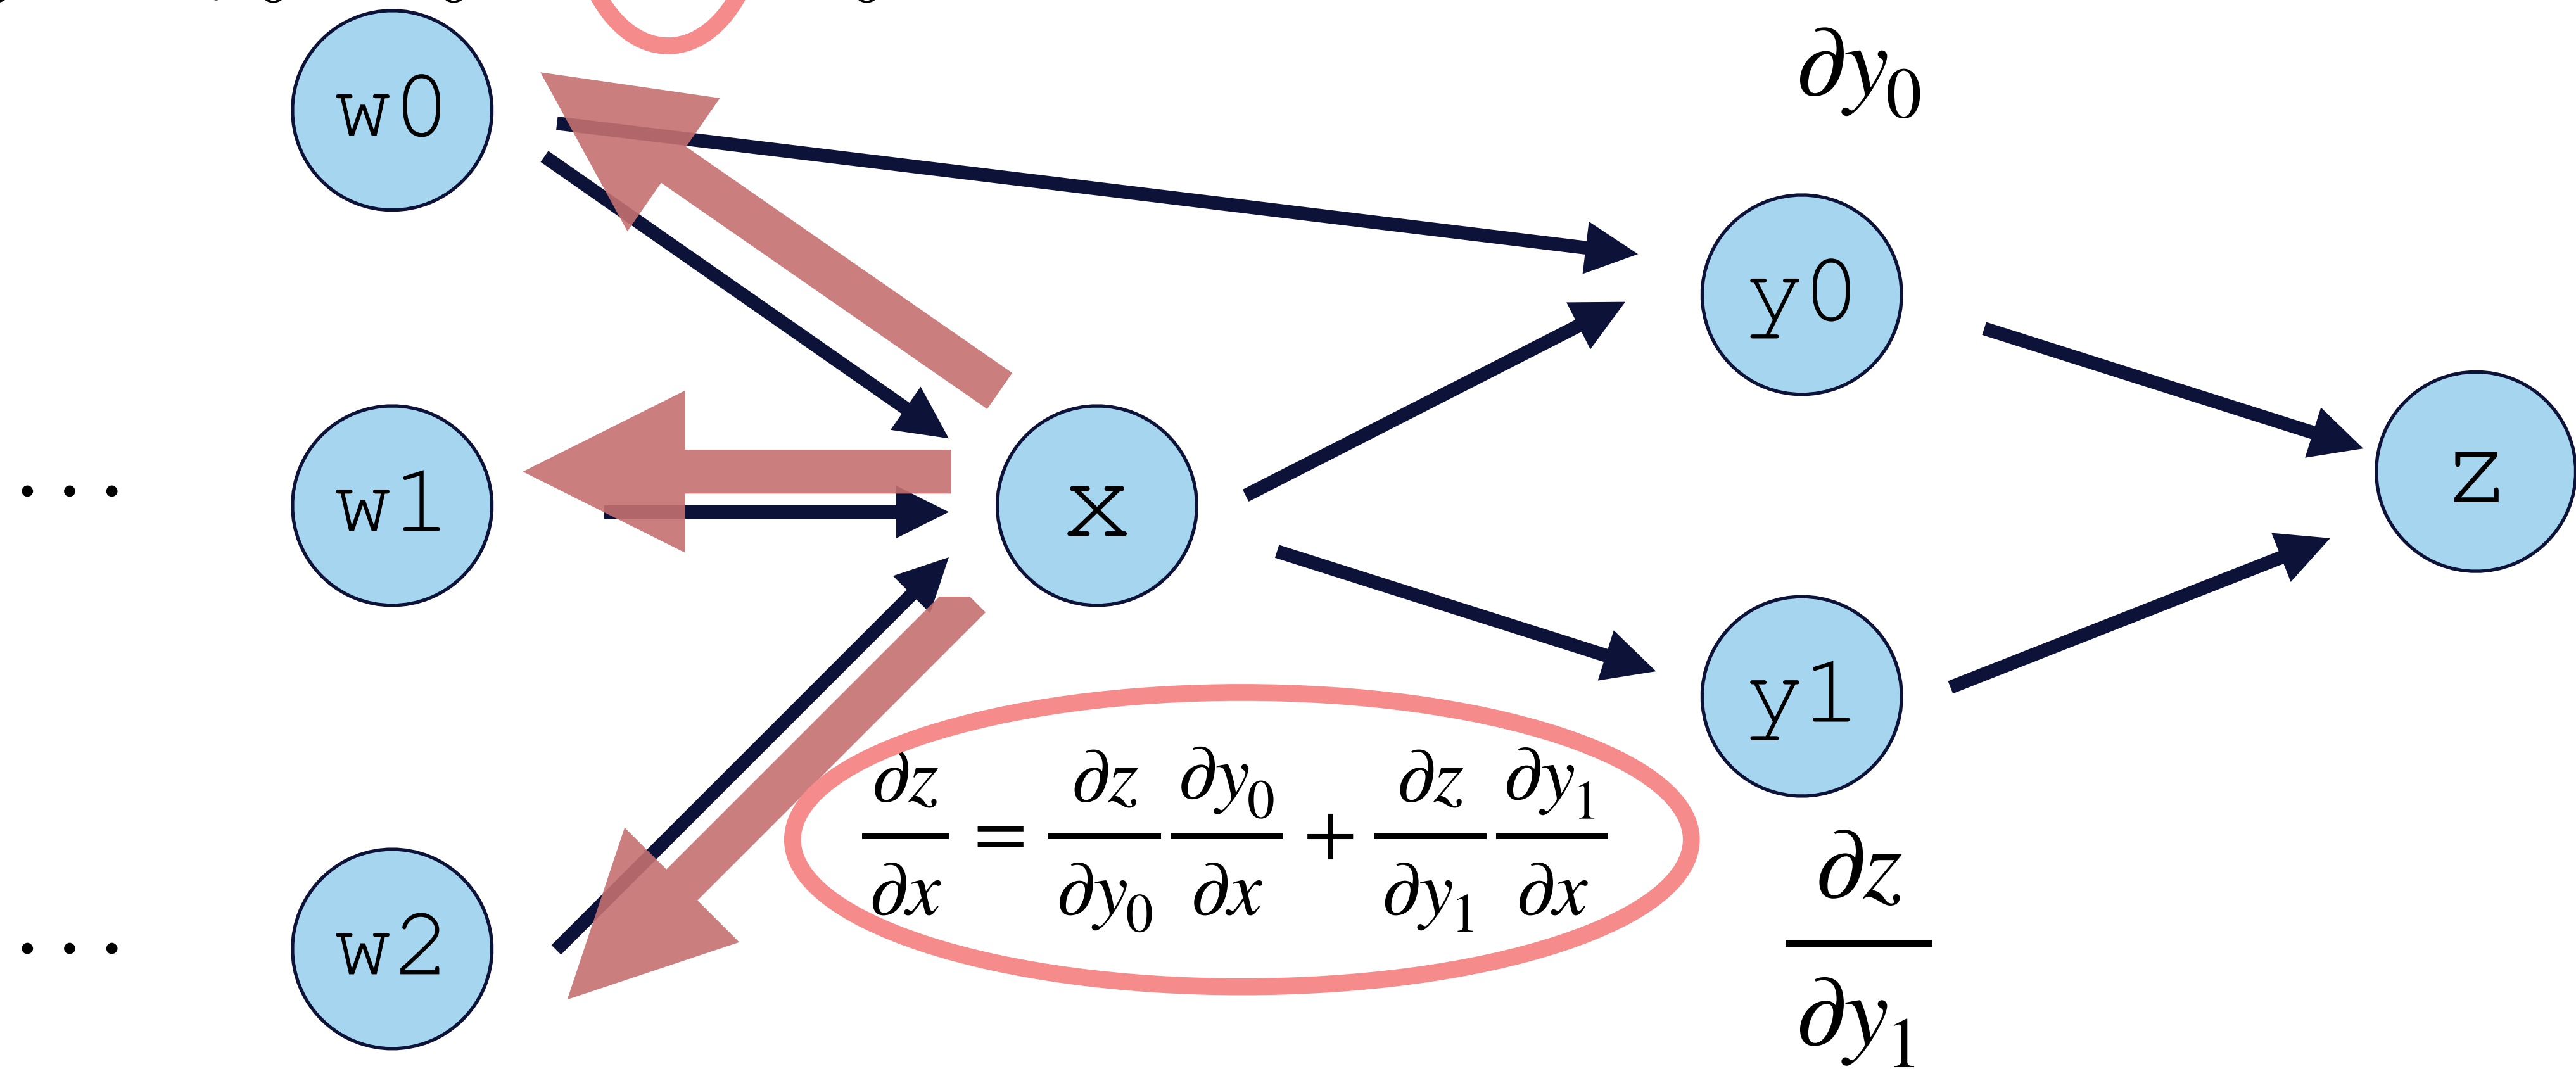 ∂y₀
w0
y0
z
... w1
x
y1
∂z/∂x = ∂z/∂y₀ ∂y₀/∂x + ∂z/∂y₁ ∂y₁/∂x
∂z/∂y₁
... w2